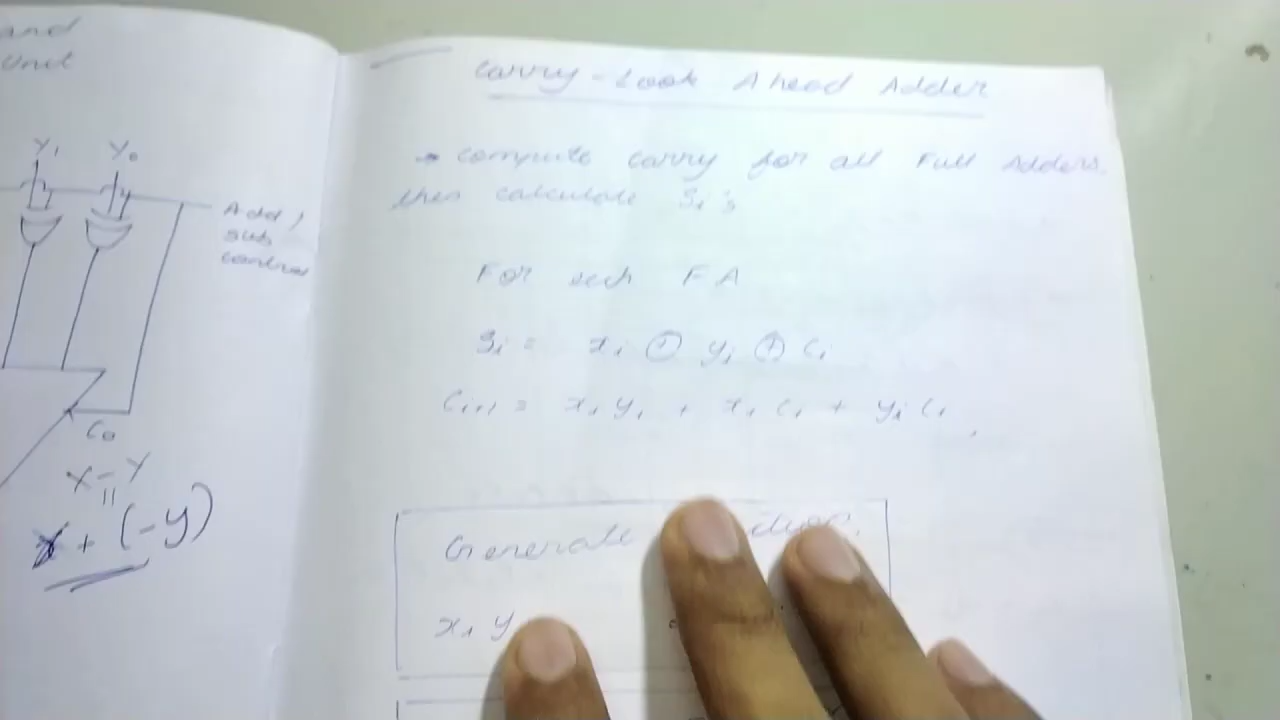 and
Unit
Y₁ Y₀
Add/
sub
control
C₀
X - Y
||
X + (-y)
Carry-Look Ahead Adder
→ compute carry for all Full Adders.
then calculate Sᵢ's
For each FA
Sᵢ = xᵢ ⊕ yᵢ ⊕ Cᵢ
Cᵢ₊₁ = xᵢ yᵢ + xᵢ Cᵢ + yᵢ Cᵢ
Generate
xᵢ y